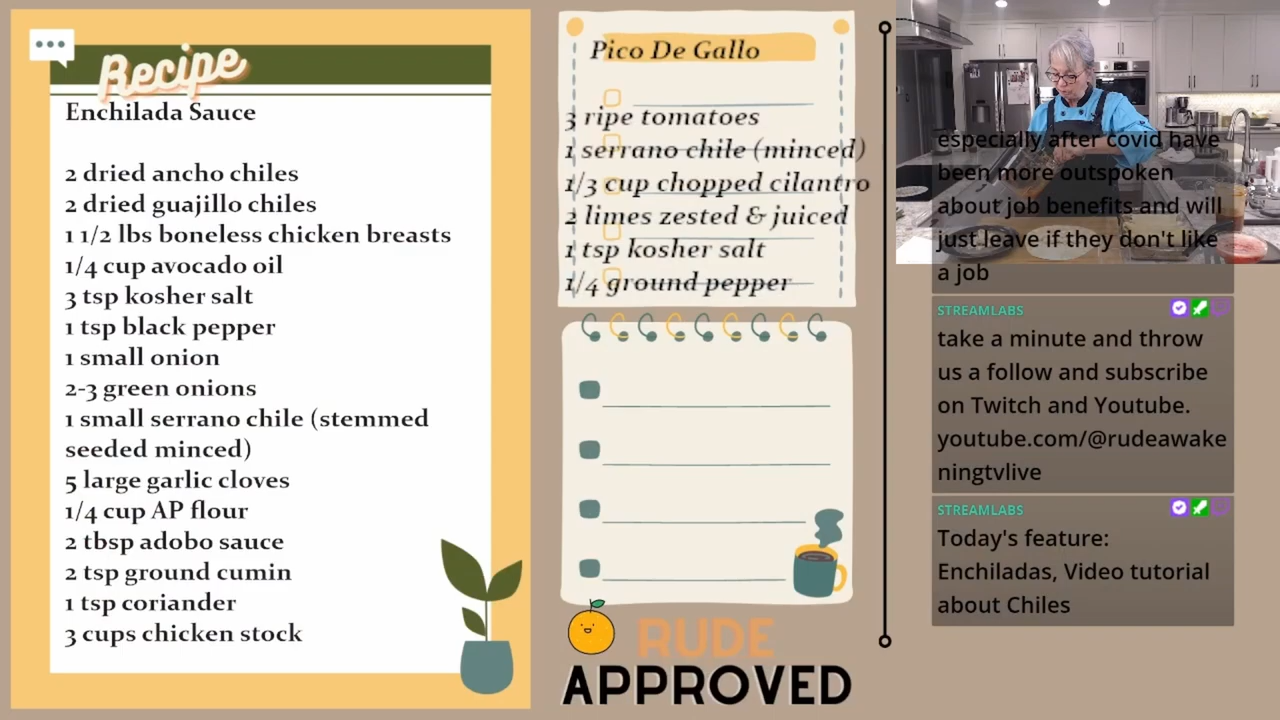 Recipe
Enchilada Sauce
2 dried ancho chiles
2 dried guajillo chiles
1 1/2 lbs boneless chicken breasts
1/4 cup avocado oil
3 tsp kosher salt
1 tsp black pepper
1 small onion
2-3 green onions
1 small serrano chile (stemmed
seeded minced)
5 large garlic cloves
1/4 cup AP flour
2 tbsp adobo sauce
2 tsp ground cumin
1 tsp coriander
3 cups chicken stock
Pico De Gallo
3 ripe tomatoes
1 serrano chile (minced)
1/3 cup chopped cilantro
2 limes zested & juiced
1 tsp kosher salt
1/4 ground pepper
RUDE
APPROVED
especially after covid have
been more outspoken
about job benefits and will
just leave if they don't like
a job
STREAMLABS
take a minute and throw
us a follow and subscribe
on Twitch and Youtube.
youtube.com/@rudeawake
ningtvlive
STREAMLABS
Today's feature:
Enchiladas, Video tutorial
about Chiles